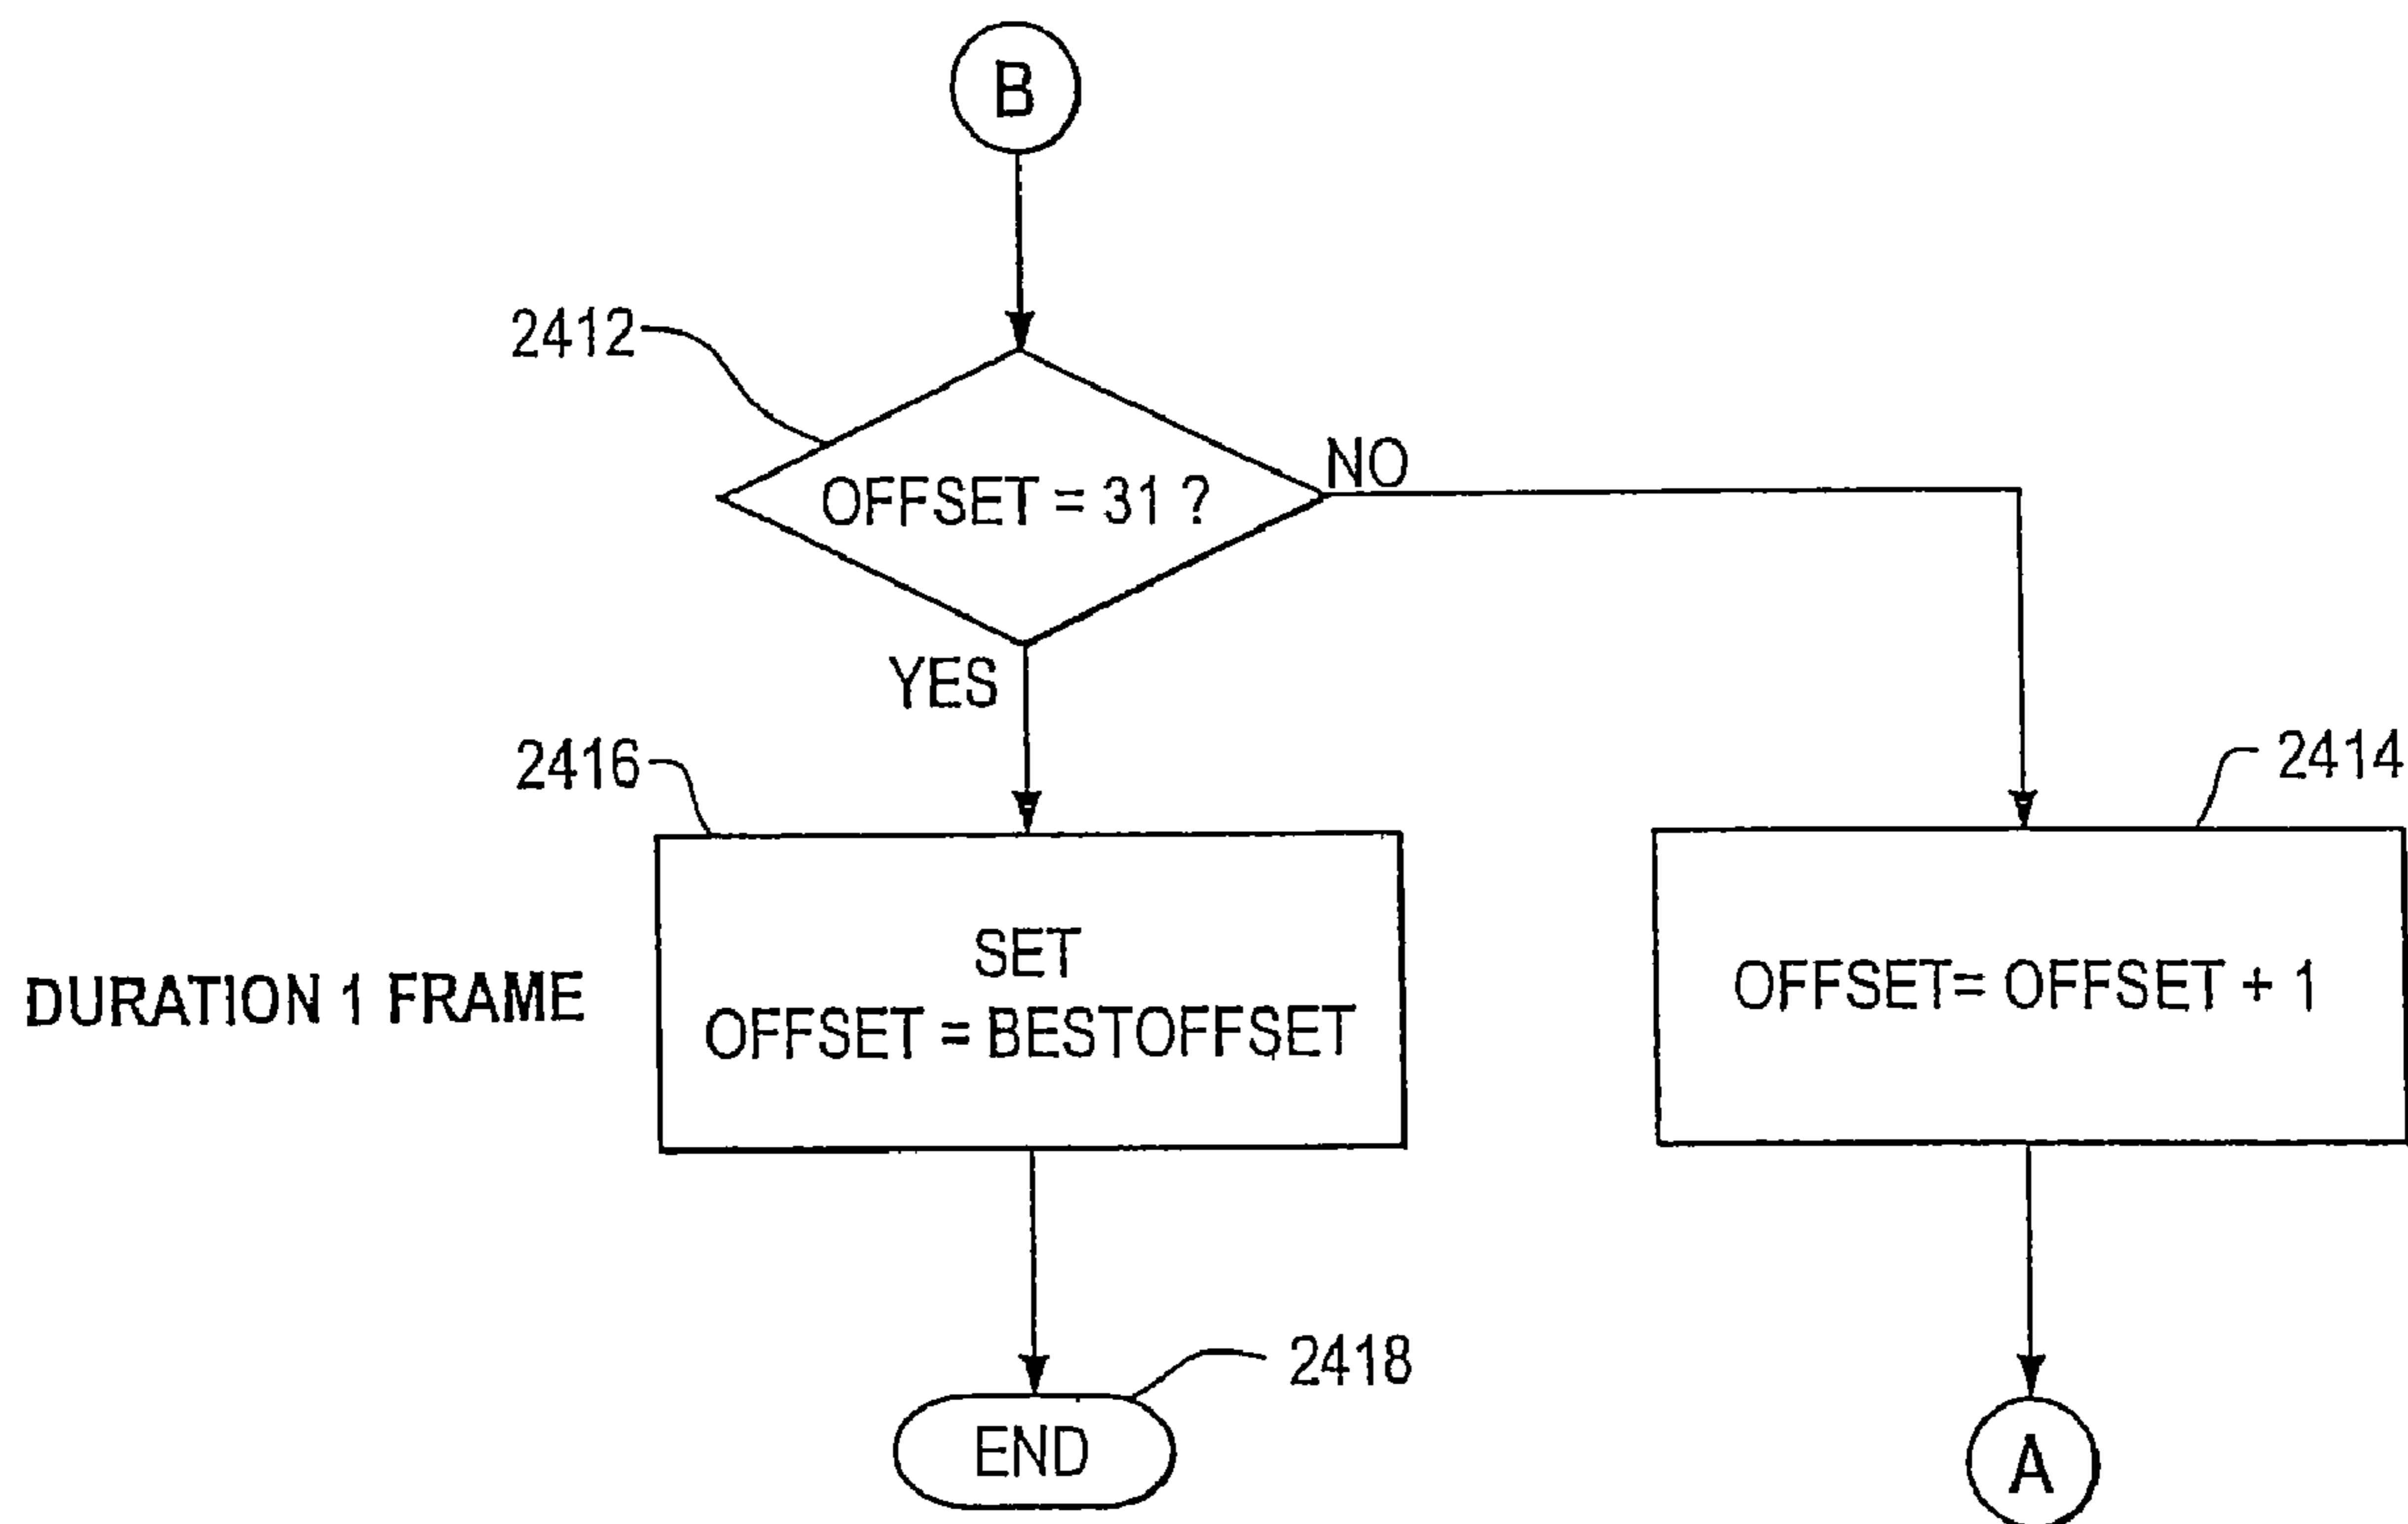 B
2412
OFFSET = 31 ?
NO
YES
2416
2414
SET
OFFSET = BESTOFFSET
DURATION 1 FRAME
OFFSET= OFFSET + 1
2418
END
A